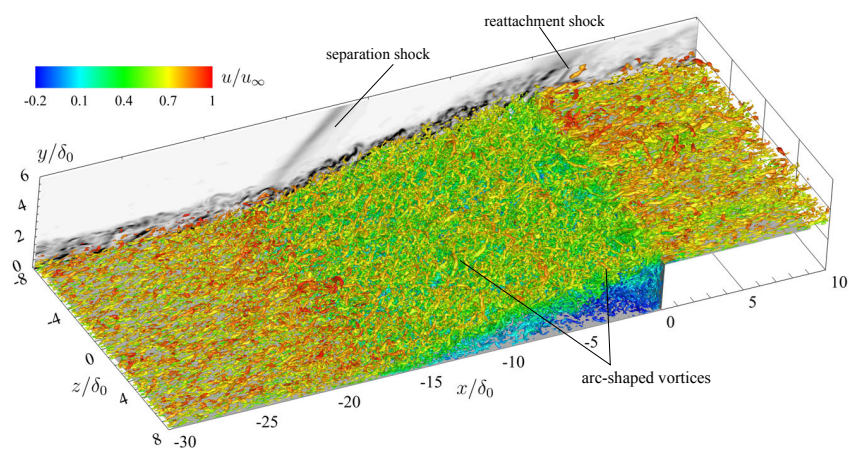 reattachment shock
separation shock
u/u∞
-0.2 0.1 0.4 0.7 1
y/δ0
6
4
2
0
-8
-4
0
z/δ0
4
8
-30
-25
-20
-15
x/δ0
-10
-5
0
5
10
arc-shaped vortices